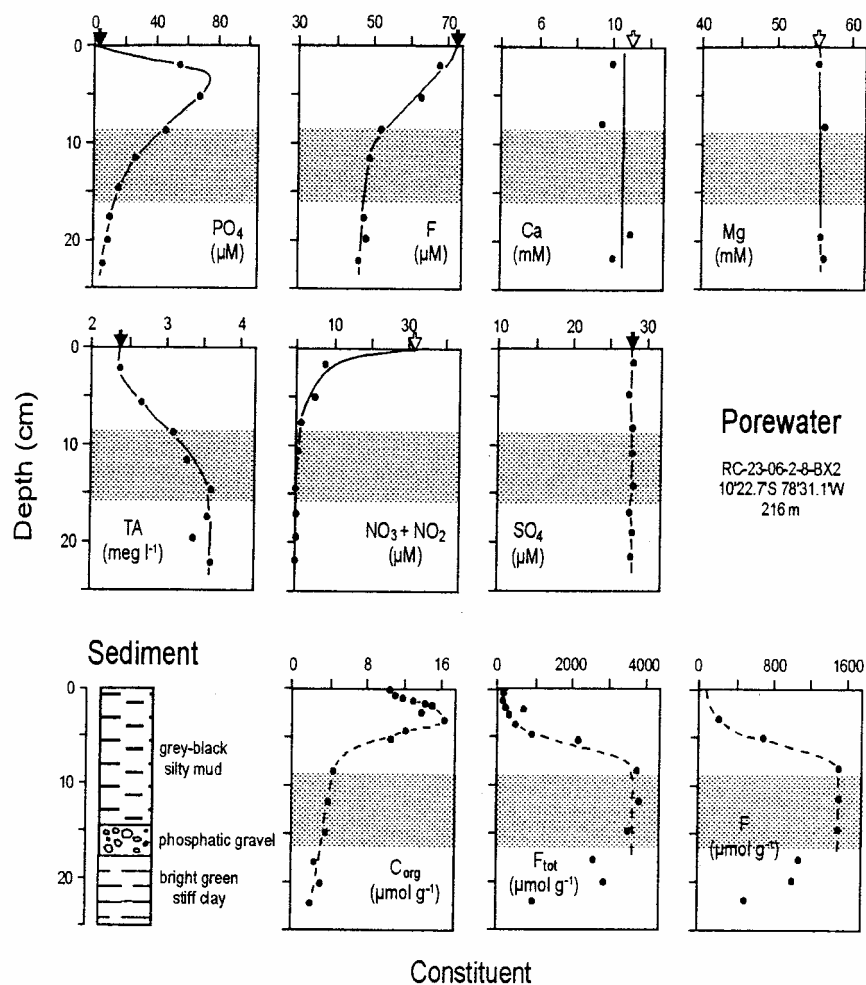 0 40 80
30 50 70
6 10
40 50 60
0
10
20
PO4
(µM)
F
(µM)
Ca
(mM)
Mg
(mM)
2 3 4
10 30
10 20 30
0
10
20
Depth (cm)
TA
(meg l-1)
NO3 + NO2
(µM)
SO4
(µM)
Porewater
RC-23-06-2-8-BX2
10°22.7'S 78°31.1'W
216 m
Sediment
0 8 16
0 2000 4000
0 800 1600
0
10
20
grey-black
silty mud
phosphatic gravel
bright green
stiff clay
Corg
(µmol g-1)
Ftot
(µmol g-1)
F
(µmol g-1)
Constituent